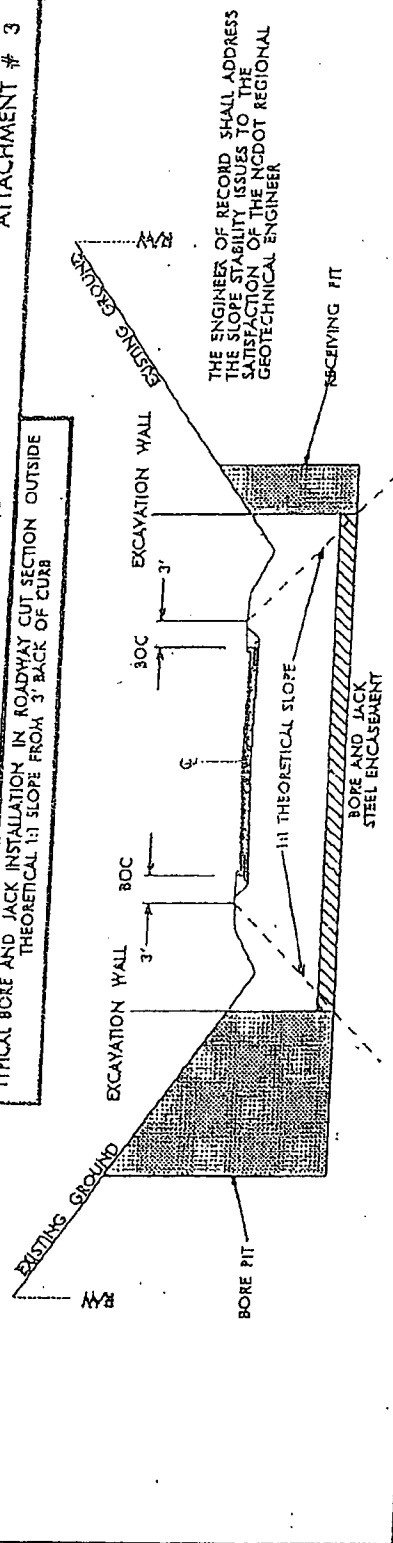 ATTACHMENT # 3
TYPICAL BORE AND JACK INSTALLATION IN ROADWAY CUT SECTION OUTSIDE
THEORETICAL 1:1 SLOPE FROM 3' BACK OF CURB
R/W
EXISTING GROUND
EXCAVATION WALL
3'
BOC
C̲L̲
BOC
3'
EXCAVATION WALL
EXISTING GROUND
R/W
THE ENGINEER OF RECORD SHALL ADDRESS
THE SLOPE STABILITY ISSUES TO THE
SATISFACTION OF THE NCDOT REGIONAL
GEOTECHNICAL ENGINEER
BORE PIT
1:1 THEORETICAL SLOPE
RECEIVING PIT
BORE AND JACK
STEEL ENCASEMENT